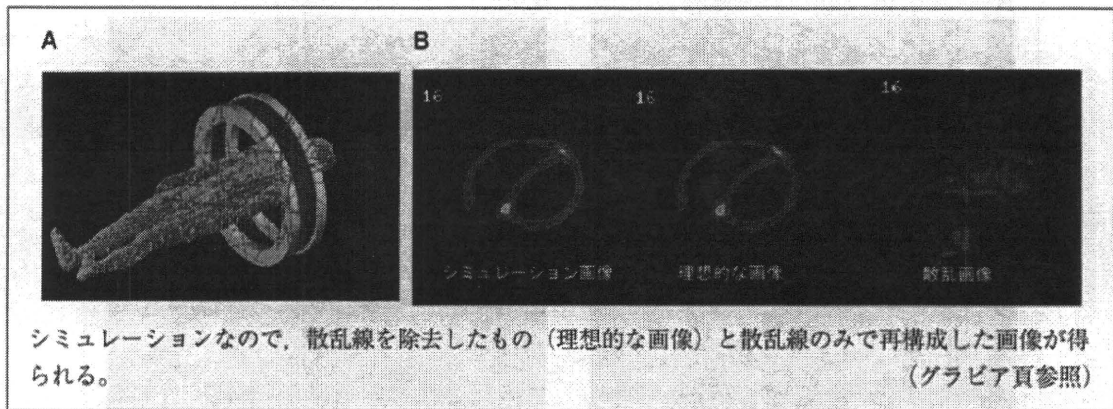 A
B
16
16
16
シミュレーション画像
理想的な画像
散乱画像
シミュレーションなので，散乱線を除去したもの（理想的な画像）と散乱線のみで再構成した画像が得
られる。
（グラビア頁参照）